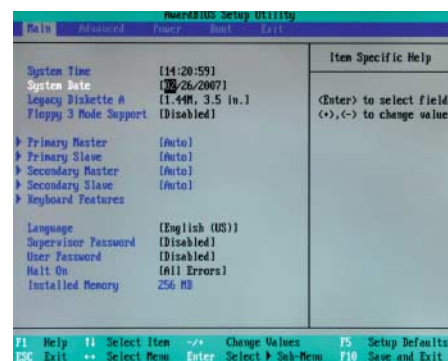 AwardBIOS Setup Utility
Main Advanced Power Boot Exit
Item Specific Help
System Time [14:20:59]
System Date [02/26/2007]
Legacy Diskette A [1.44M, 3.5 in.]
Floppy 3 Mode Support [Disabled]
<Enter> to select field
<+>,<-> to change value
Primary Master [Auto]
Primary Slave [Auto]
Secondary Master [Auto]
Secondary Slave [Auto]
Keyboard Features
Language [English (US)]
Supervisor Password [Disabled]
User Password [Disabled]
Halt On [All Errors]
Installed Memory 256 MB
F1 Help ↑↓ Select Item -/+ Change Values F5 Setup Defaults
ESC Exit ↔ Select Menu Enter Select ▶ Sub-Menu F10 Save and Exit